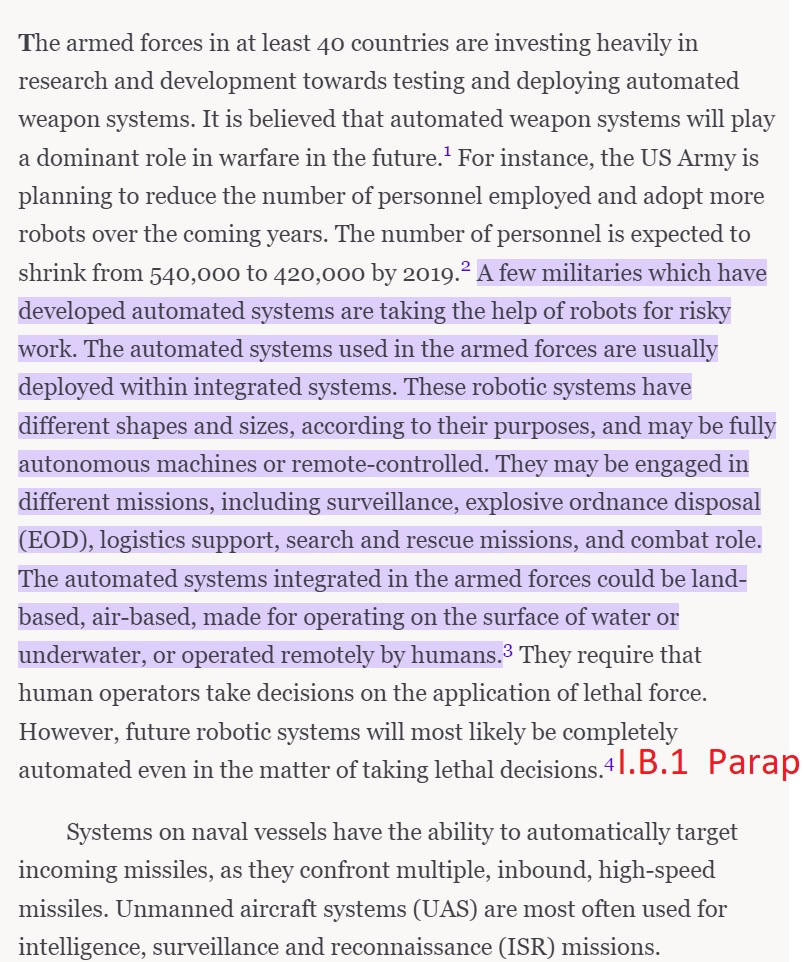 The armed forces in at least 40 countries are investing heavily in
research and development towards testing and deploying automated
weapon systems. It is believed that automated weapon systems will play
a dominant role in warfare in the future.1 For instance, the US Army is
planning to reduce the number of personnel employed and adopt more
robots over the coming years. The number of personnel is expected to
shrink from 540,000 to 420,000 by 2019.2 A few militaries which have
developed automated systems are taking the help of robots for risky
work. The automated systems used in the armed forces are usually
deployed within integrated systems. These robotic systems have
different shapes and sizes, according to their purposes, and may be fully
autonomous machines or remote-controlled. They may be engaged in
different missions, including surveillance, explosive ordnance disposal
(EOD), logistics support, search and rescue missions, and combat role.
The automated systems integrated in the armed forces could be land-
based, air-based, made for operating on the surface of water or
underwater, or operated remotely by humans.3 They require that
human operators take decisions on the application of lethal force.
However, future robotic systems will most likely be completely
automated even in the matter of taking lethal decisions.4 I.B.1 Parap
Systems on naval vessels have the ability to automatically target
incoming missiles, as they confront multiple, inbound, high-speed
missiles. Unmanned aircraft systems (UAS) are most often used for
intelligence, surveillance and reconnaissance (ISR) missions.